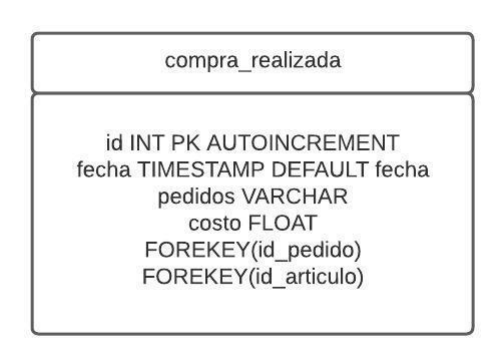 compra_realizada
id INT PK AUTOINCREMENT
fecha TIMESTAMP DEFAULT fecha
pedidos VARCHAR
costo FLOAT
FOREKEY(id_pedido)
FOREKEY(id_articulo)